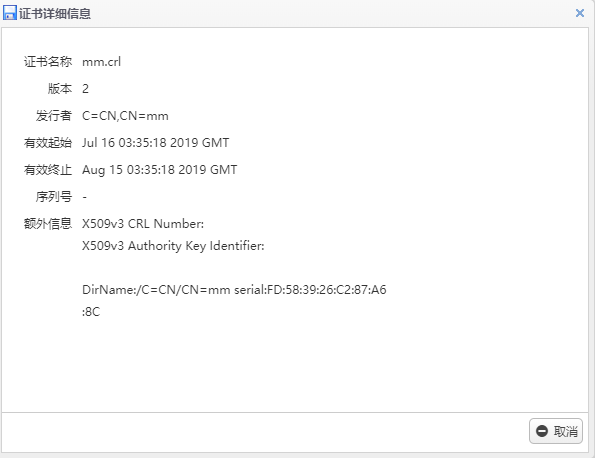 证书详细信息
证书名称 mm.crl
版本 2
发行者 C=CN,CN=mm
有效起始 Jul 16 03:35:18 2019 GMT
有效终止 Aug 15 03:35:18 2019 GMT
序列号 -
额外信息 X509v3 CRL Number:
X509v3 Authority Key Identifier:
DirName:/C=CN/CN=mm serial:FD:58:39:26:C2:87:A6
:8C
取消